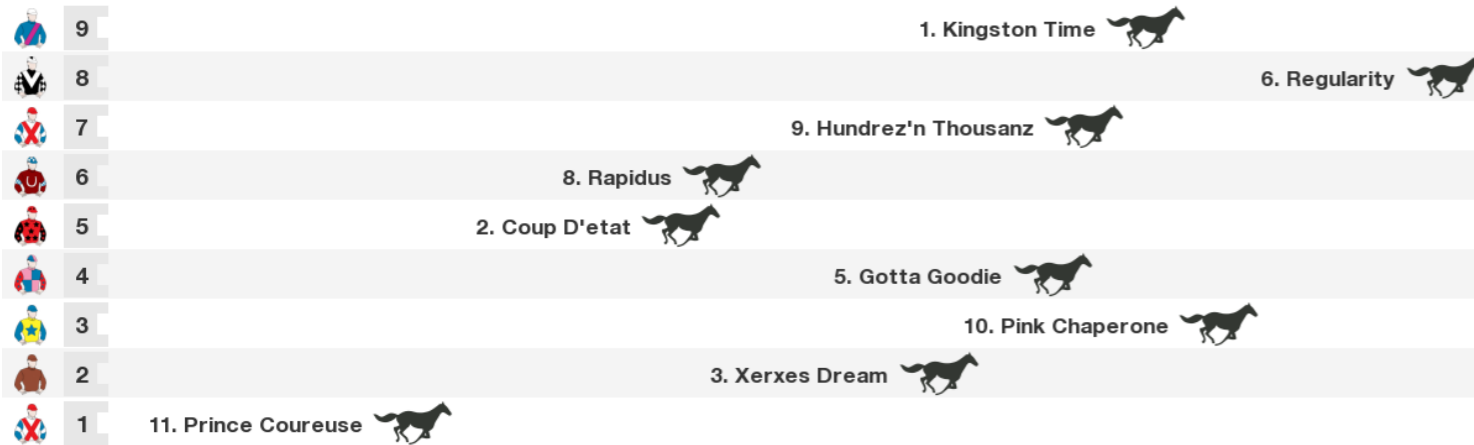 9 1. Kingston Time
8 6. Regularity
7 9. Hundrez'n Thousanz
6 8. Rapidus
5 2. Coup D'etat
4 5. Gotta Goodie
3 10. Pink Chaperone
2 3. Xerxes Dream
1 11. Prince Coureuse